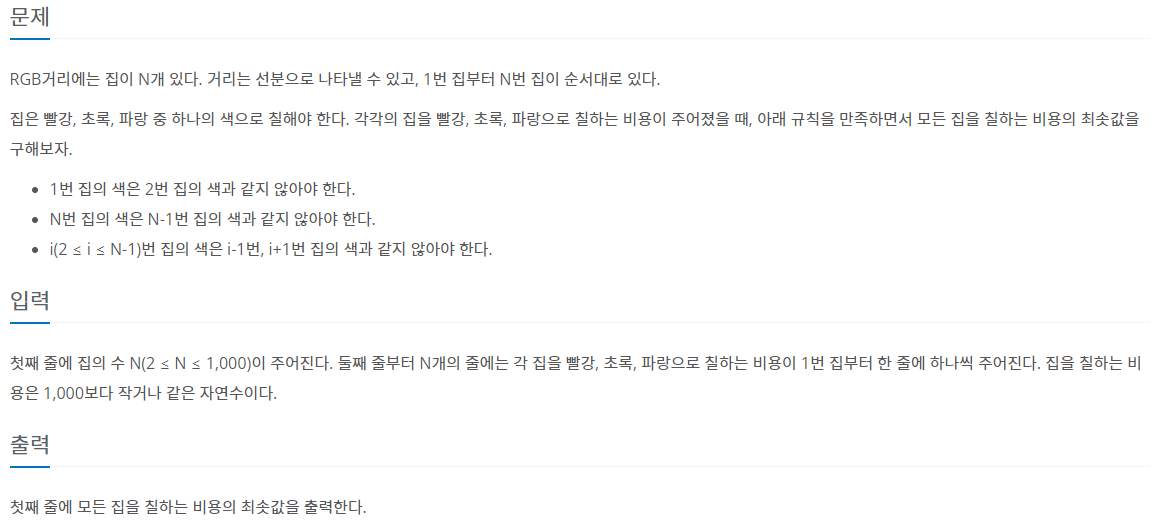 문제
RGB거리에는 집이 N개 있다. 거리는 선분으로 나타낼 수 있고, 1번 집부터 N번 집이 순서대로 있다.
집은 빨강, 초록, 파랑 중 하나의 색으로 칠해야 한다. 각각의 집을 빨강, 초록, 파랑으로 칠하는 비용이 주어졌을 때, 아래 규칙을 만족하면서 모든 집을 칠하는 비용의 최솟값을
구해보자.
• 1번 집의 색은 2번 집의 색과 같지 않아야 한다.
• N번 집의 색은 N-1번 집의 색과 같지 않아야 한다.
• i(2 ≤ i ≤ N-1)번 집의 색은 i-1번, i+1번 집의 색과 같지 않아야 한다.
입력
첫째 줄에 집의 수 N(2 ≤ N ≤ 1,000)이 주어진다. 둘째 줄부터 N개의 줄에는 각 집을 빨강, 초록, 파랑으로 칠하는 비용이 1번 집부터 한 줄에 하나씩 주어진다. 집을 칠하는 비
용은 1,000보다 작거나 같은 자연수이다.
출력
첫째 줄에 모든 집을 칠하는 비용의 최솟값을 출력한다.